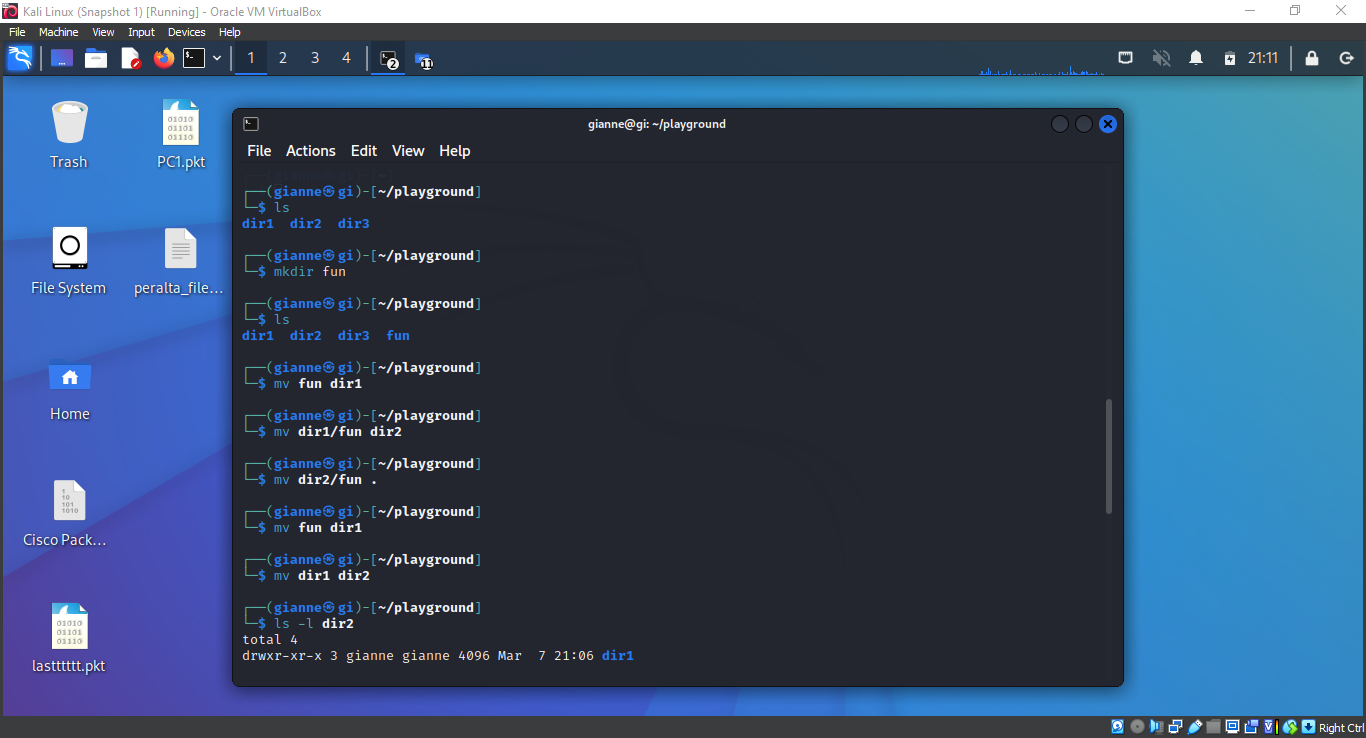 Kali Linux (Snapshot 1) [Running] - Oracle VM VirtualBox
File Machine View Input Devices Help
1 2 3 4 2 11 21:11
Trash
PC1.pkt
File System
peralta_file...
Home
Cisco Pack...
lastttttt.pkt
gianne@gi: ~/playground
File Actions Edit View Help
┌──(gianne㉿gi)-[~/playground]
└─$ ls
dir1 dir2 dir3
┌──(gianne㉿gi)-[~/playground]
└─$ mkdir fun
┌──(gianne㉿gi)-[~/playground]
└─$ ls
dir1 dir2 dir3 fun
┌──(gianne㉿gi)-[~/playground]
└─$ mv fun dir1
┌──(gianne㉿gi)-[~/playground]
└─$ mv dir1/fun dir2
┌──(gianne㉿gi)-[~/playground]
└─$ mv dir2/fun .
┌──(gianne㉿gi)-[~/playground]
└─$ mv fun dir1
┌──(gianne㉿gi)-[~/playground]
└─$ mv dir1 dir2
┌──(gianne㉿gi)-[~/playground]
└─$ ls -l dir2
total 4
drwxr-xr-x 3 gianne gianne 4096 Mar  7 21:06 dir1
Right Ctrl